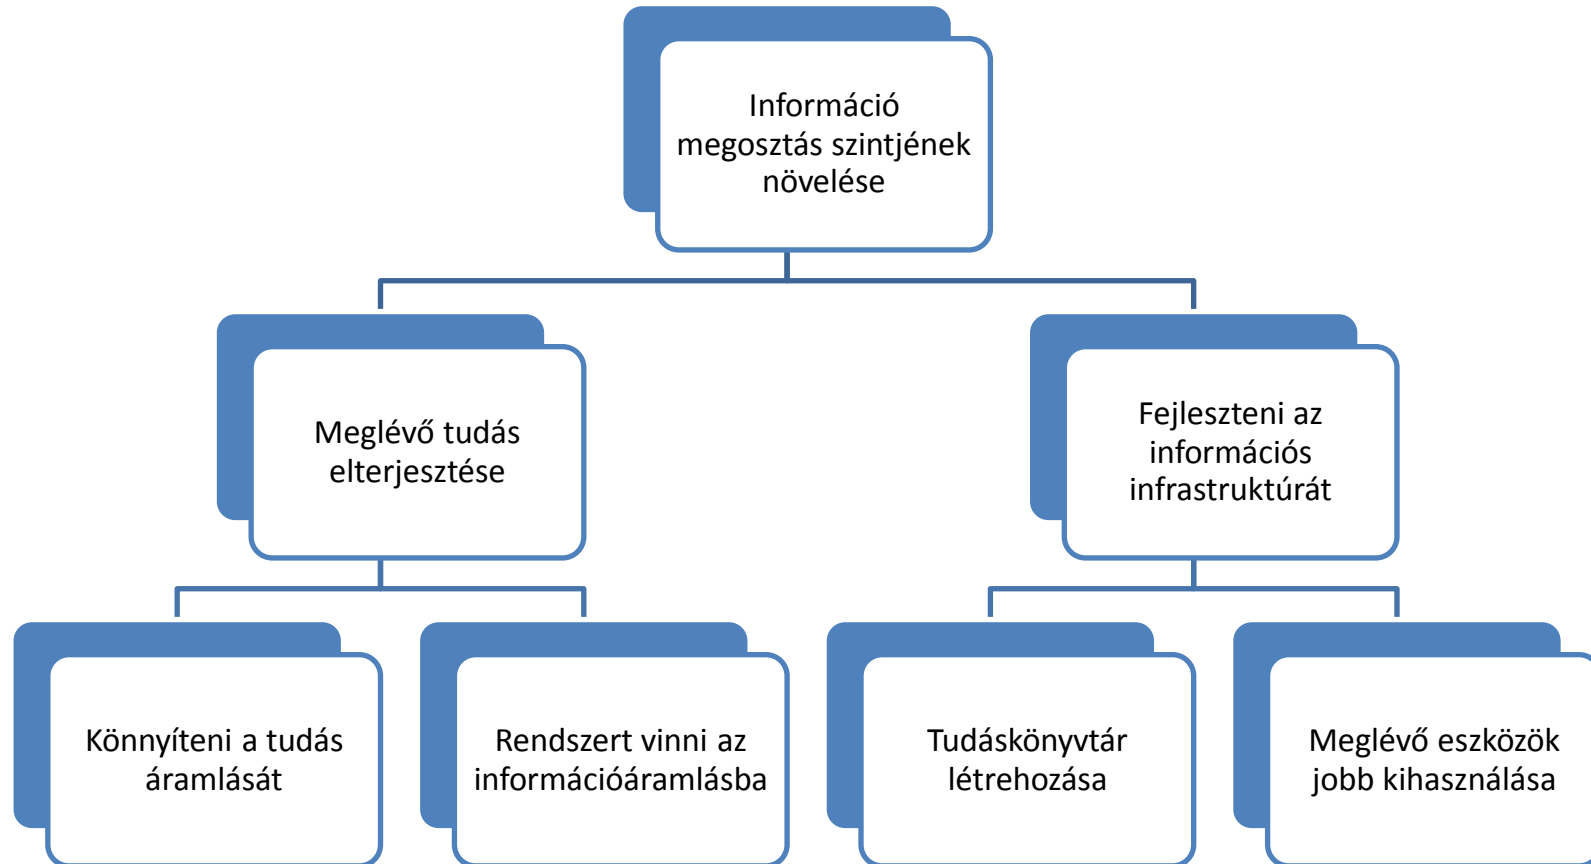 Információ
megosztás szintjének
növelése
Meglévő tudás
elterjesztése
Fejleszteni az
információs
infrastruktúrát
Könnyíteni a tudás
áramlását
Rendszert vinni az
információáramlásba
Tudáskönyvtár
létrehozása
Meglévő eszközök
jobb kihasználása